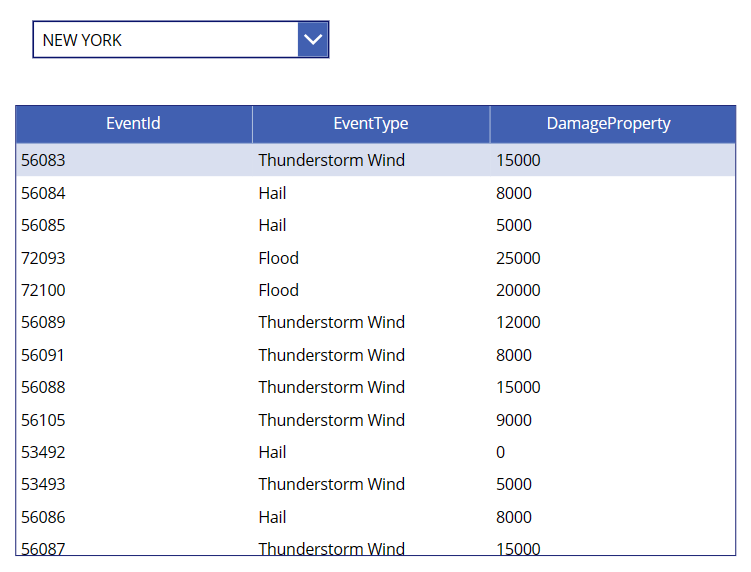 NEW YORK
EventId EventType DamageProperty
56083 Thunderstorm Wind 15000
56084 Hail 8000
56085 Hail 5000
72093 Flood 25000
72100 Flood 20000
56089 Thunderstorm Wind 12000
56091 Thunderstorm Wind 8000
56088 Thunderstorm Wind 15000
56105 Thunderstorm Wind 9000
53492 Hail 0
53493 Thunderstorm Wind 5000
56086 Hail 8000
56087 Thunderstorm Wind 15000